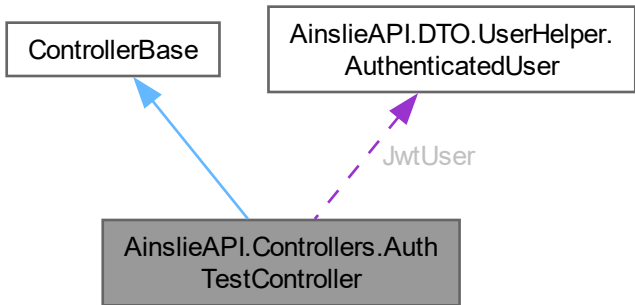 ControllerBase
AinslieAPI.DTO.UserHelper.
AuthenticatedUser
JwtUser
AinslieAPI.Controllers.Auth
TestController